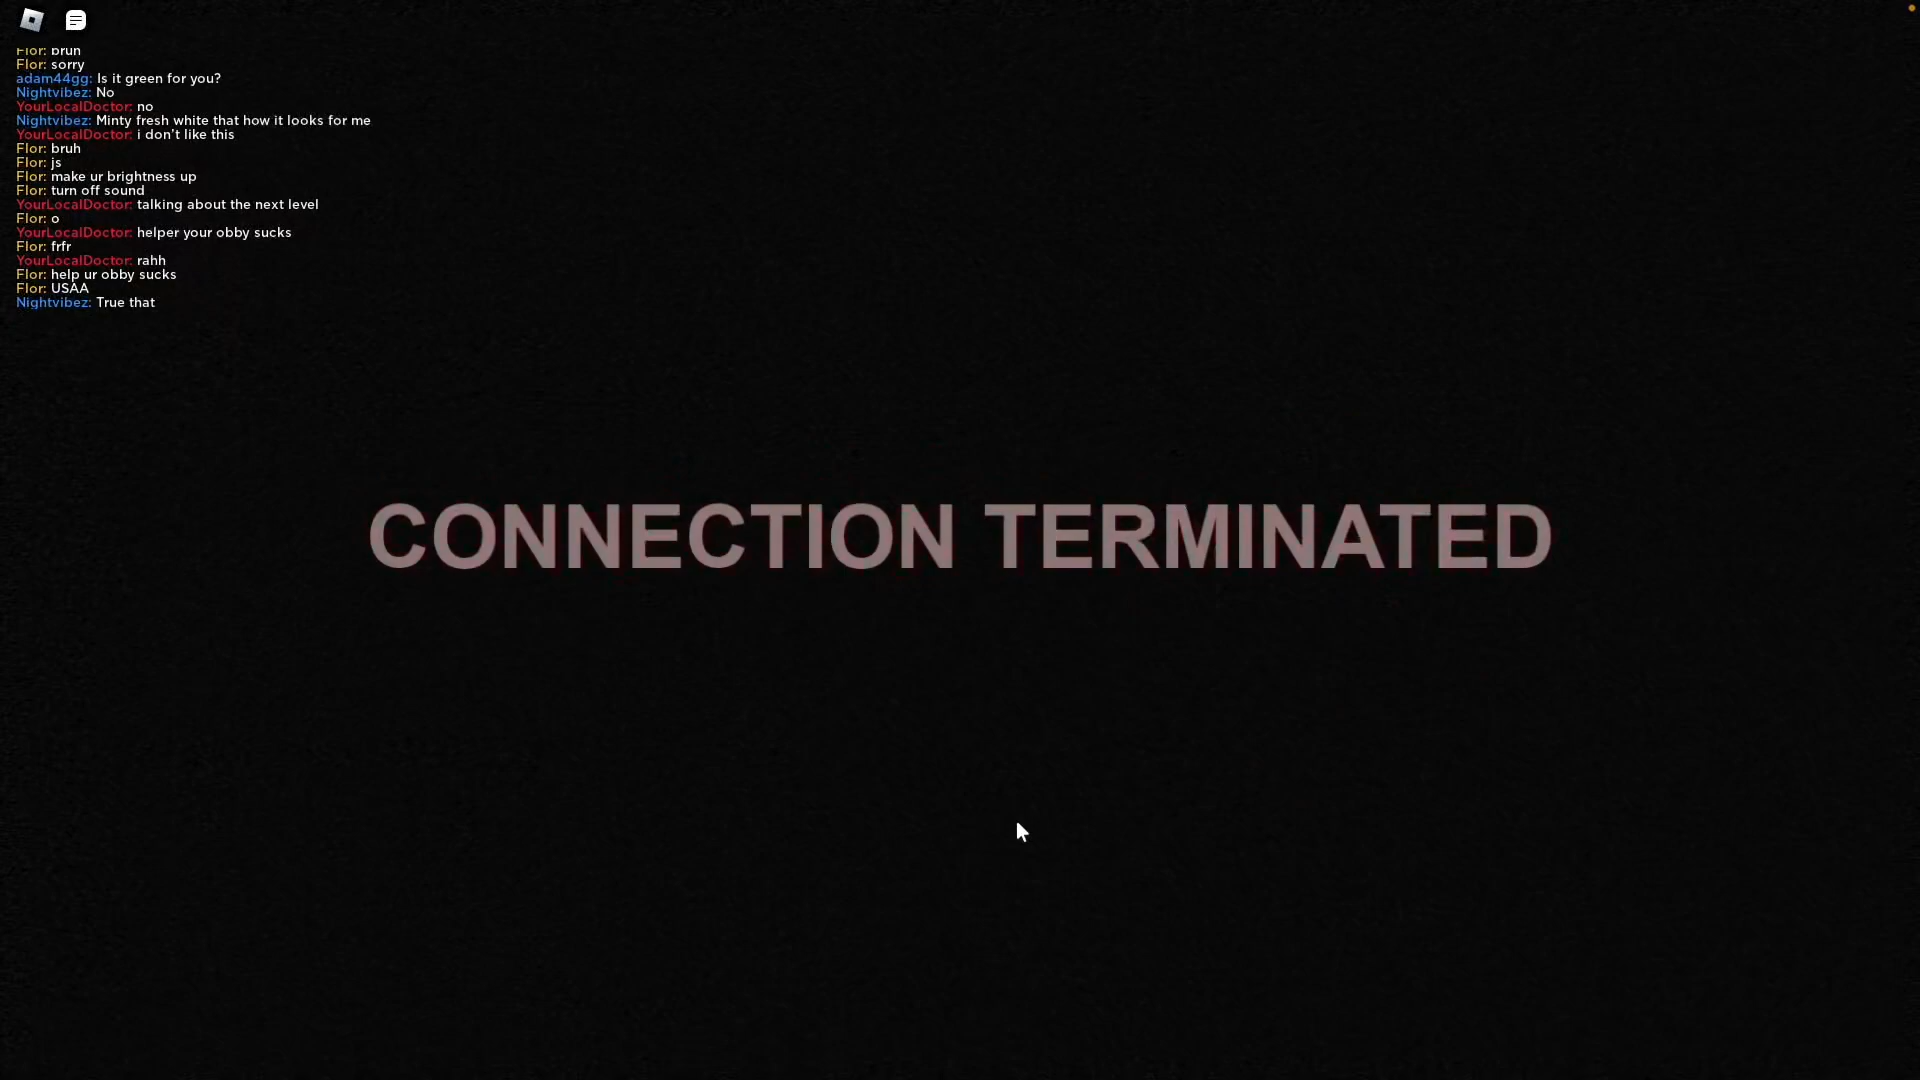 Flor: bruh
Flor: sorry
adam44gg: Is it green for you?
Nightvibez: No
YourLocalDoctor: no
Nightvibez: Minty fresh white that how it looks for me
YourLocalDoctor: i don't like this
Flor: bruh
Flor: js
Flor: make ur brightness up
Flor: turn off sound
YourLocalDoctor: talking about the next level
Flor: o
YourLocalDoctor: helper your obby sucks
Flor: frfr
YourLocalDoctor: rahh
Flor: help ur obby sucks
Flor: USAA
Nightvibez: True that
CONNECTION TERMINATED